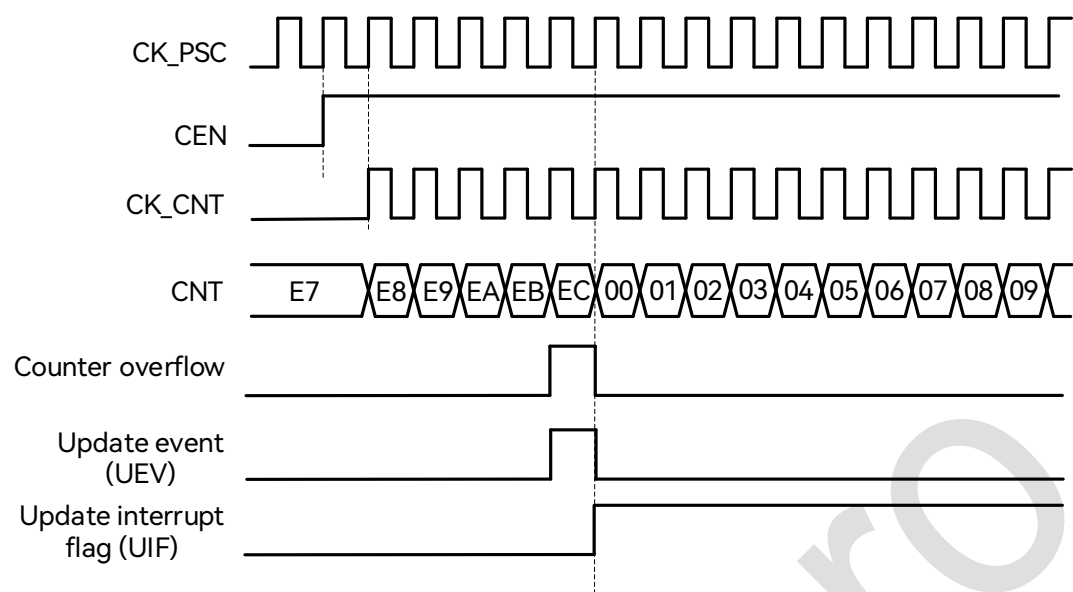 CK_PSC
CEN
CK_CNT
CNT E7 E8 E9 EA EB EC 00 01 02 03 04 05 06 07 08 09
Counter overflow
Update event
(UEV)
Update interrupt
flag (UIF)
ro